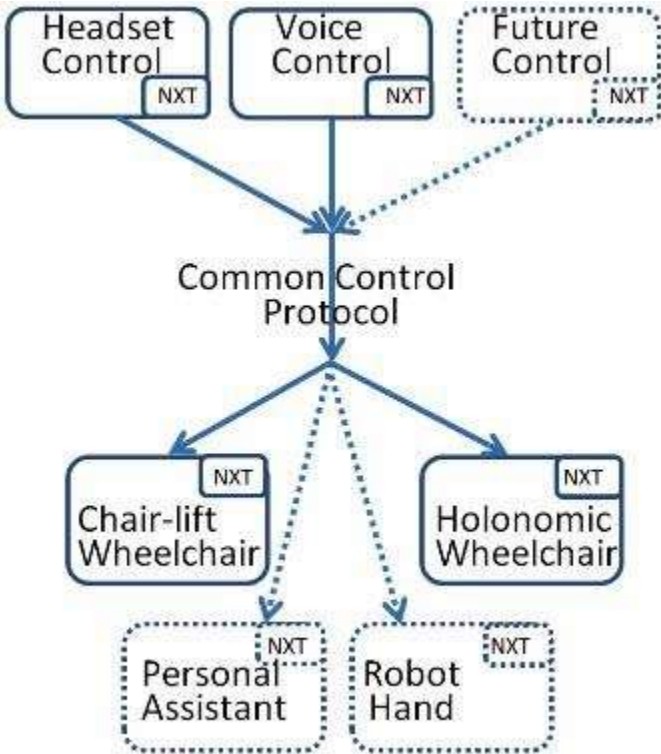 Headset
Control
NXT
Voice
Control
NXT
Future
Control
NXT
Common Control
Protocol
NXT
Chair-lift
Wheelchair
NXT
Holonomic
Wheelchair
NXT
Personal
Assistant
NXT
Robot
Hand